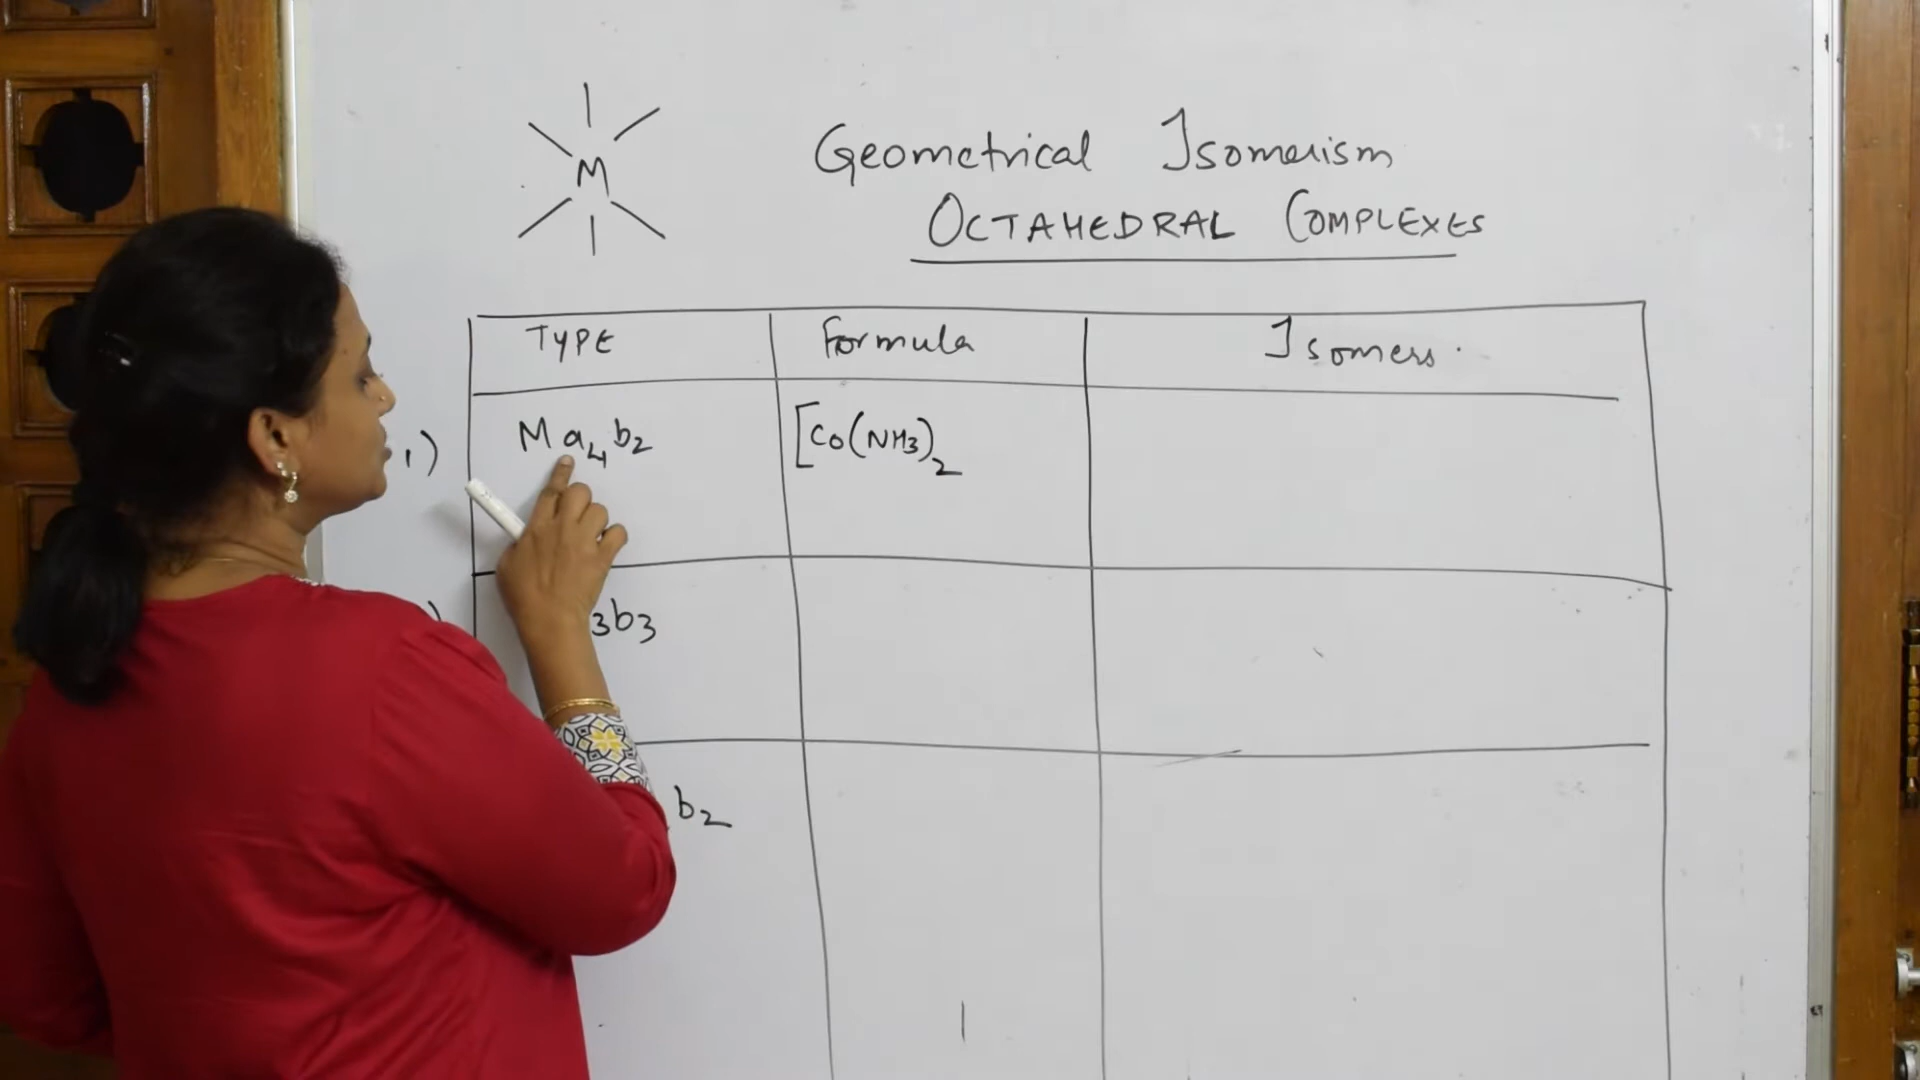 M
Geometrical Isomerism
OCTAHEDRAL COMPLEXES
TYPE Formula Isomers.
1) Ma4b2 [Co(NH3)2
) 3b3
b2